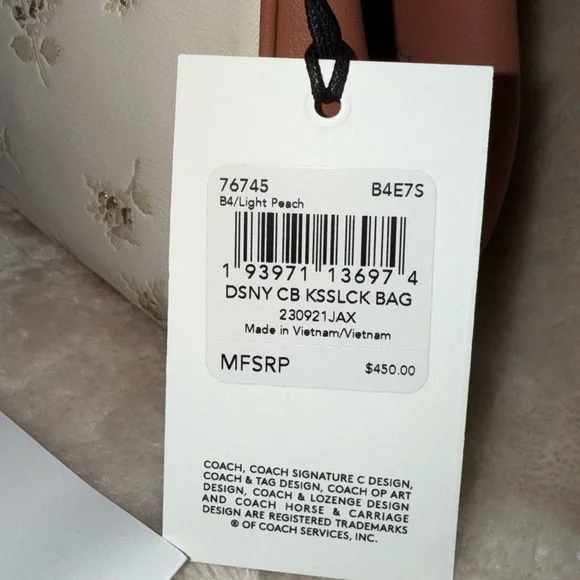 76745 B4E7S
B4/Light Peach
1 93971 13697 4
DSNY CB KSSLCK BAG
230921JAX
Made in Vietnam/Vietnam
MFSRP $450.00
COACH, COACH SIGNATURE C DESIGN,
COACH & TAG DESIGN, COACH OP ART
DESIGN, COACH & LOZENGE DESIGN
AND COACH HORSE & CARRIAGE
DESIGN ARE REGISTERED TRADEMARKS
® OF COACH SERVICES, INC.